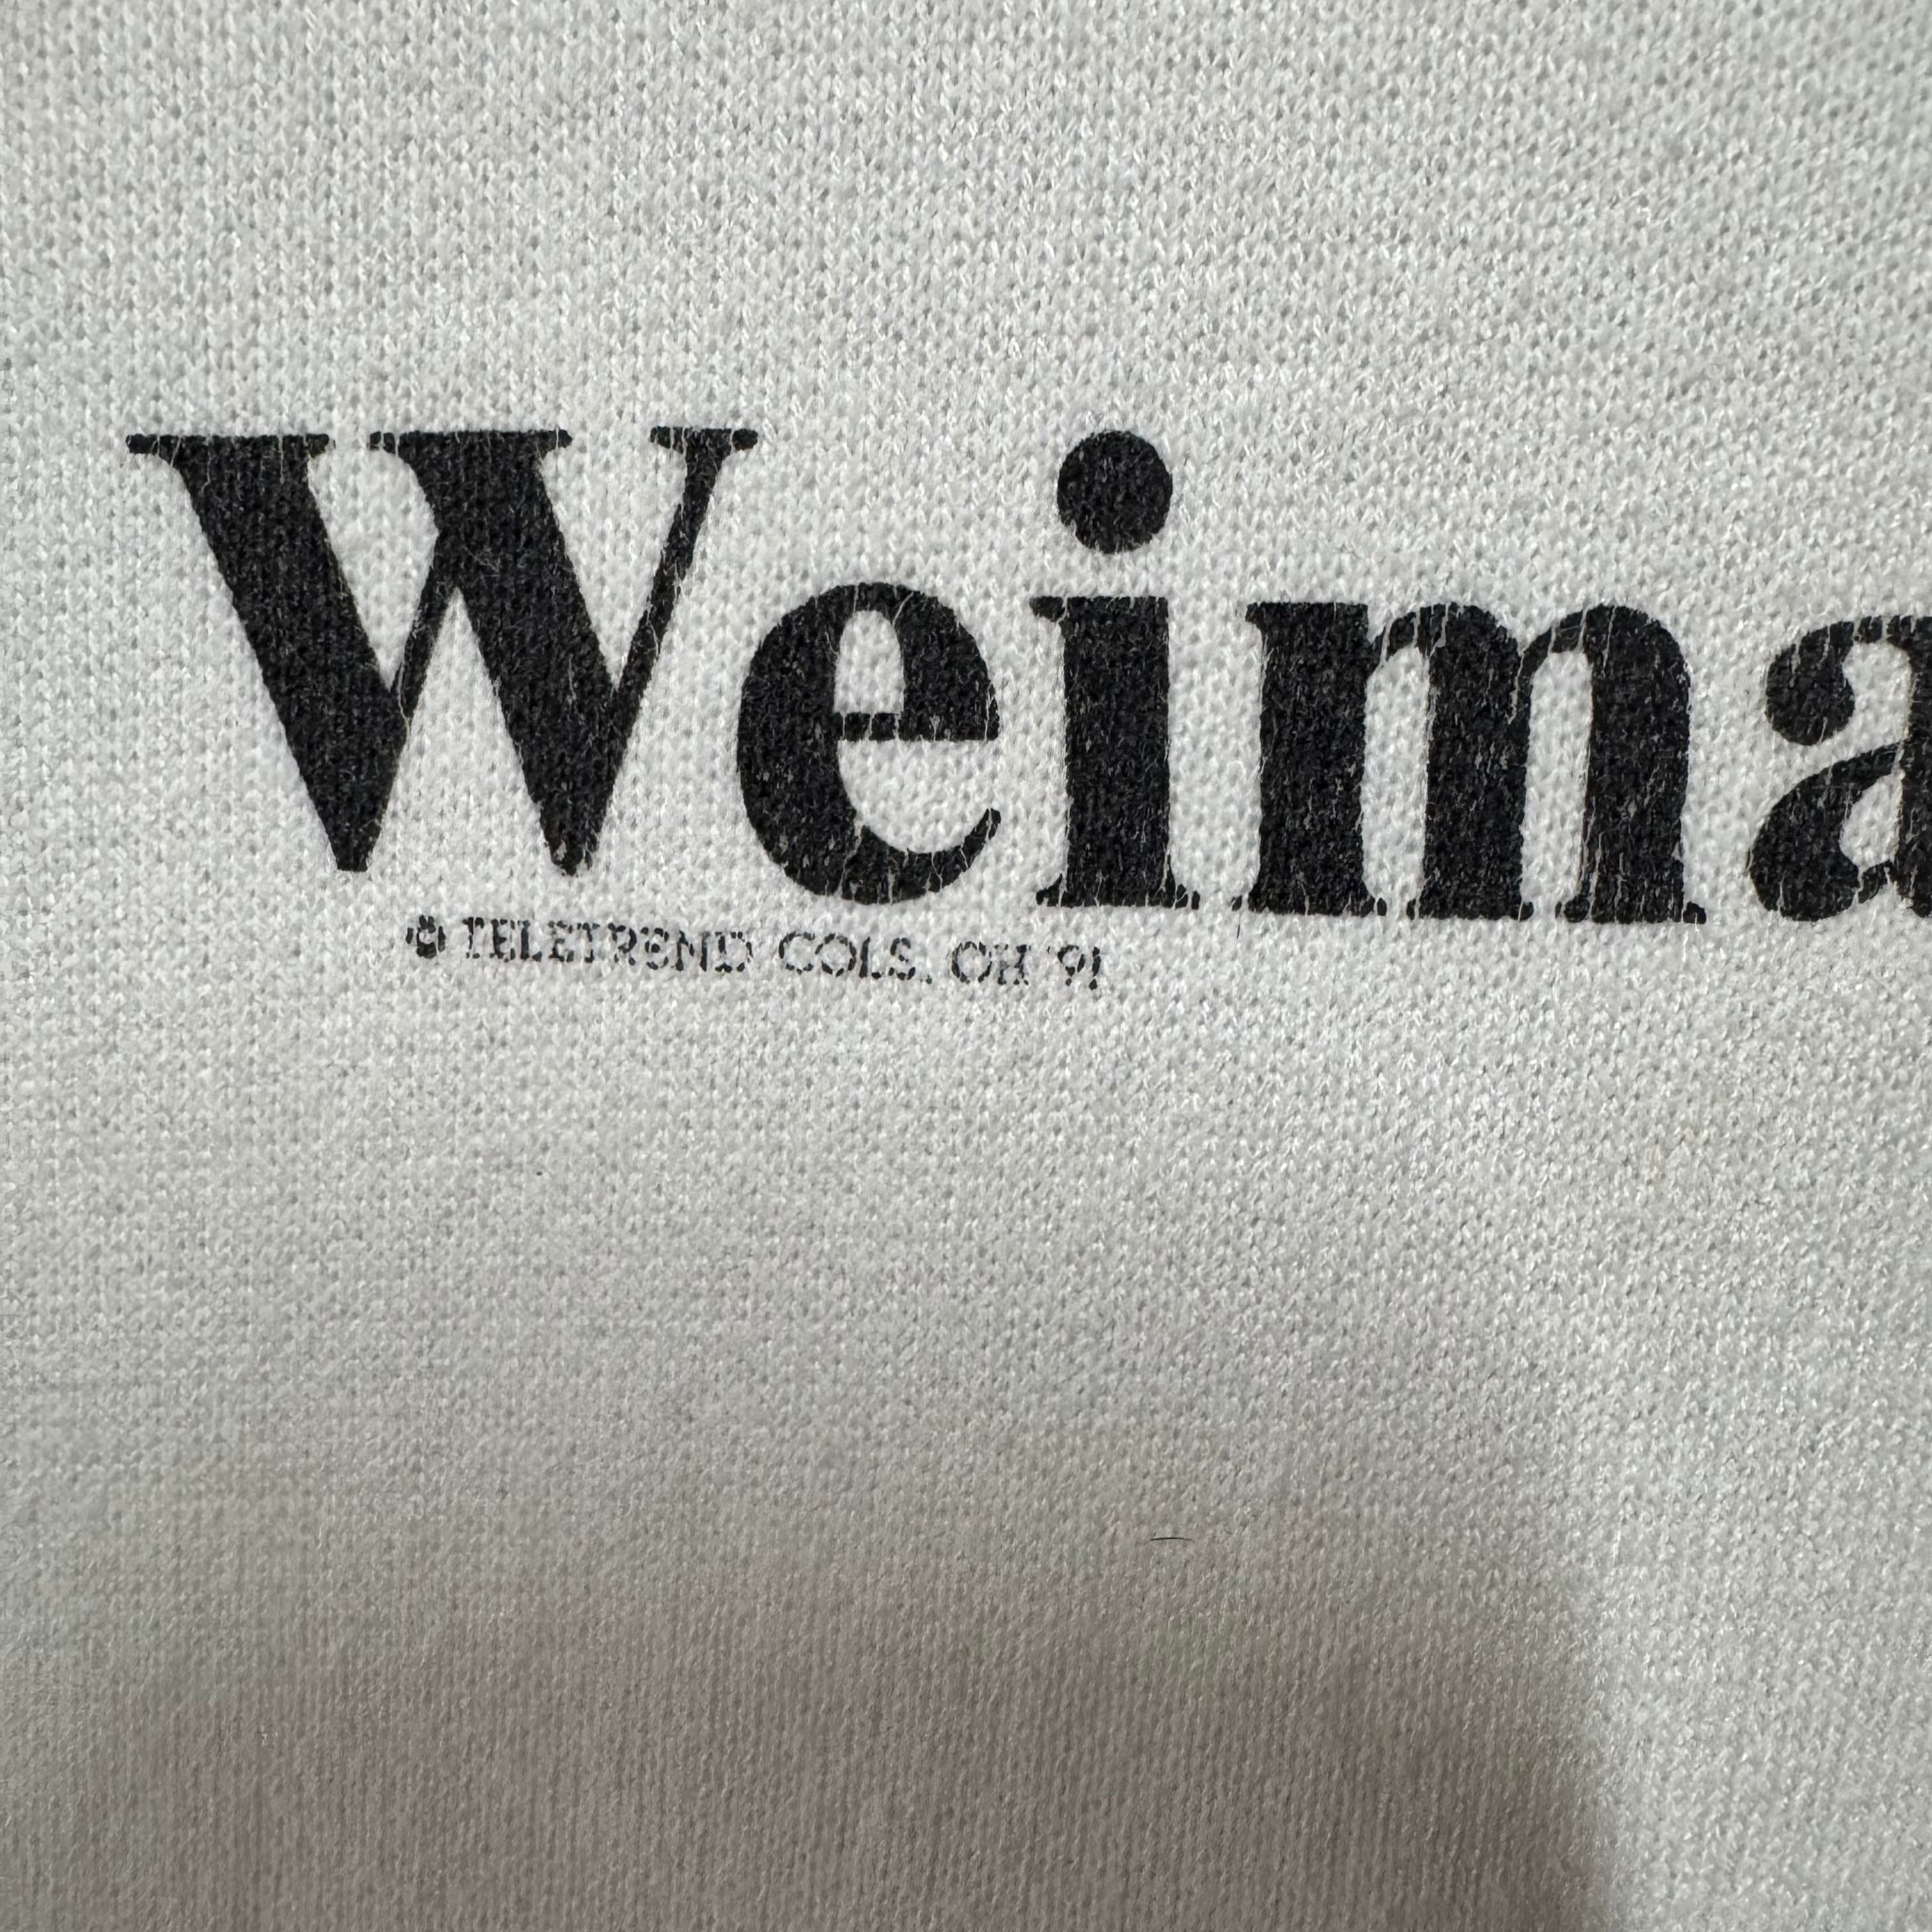 Weima
© TELETREND COLS. OH '91